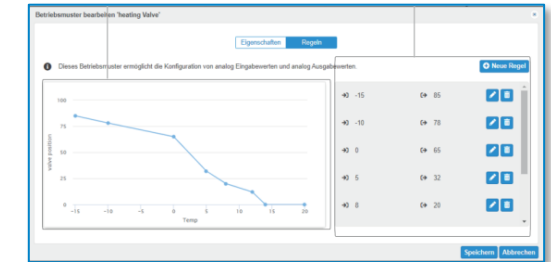 Betriebsmuster bearbeiten 'heating Valve'
×
Eigenschaften Regeln
Dieses Betriebsmuster ermöglicht die Konfiguration von analog Eingabewerten und analog Ausgabewerten.
Neue Regel
100
75
50
25
0
valve position
-15 -10 -5 0 5 10 15 20
Temp
-15 85
-10 78
0 65
5 32
8 20
Speichern Abbrechen